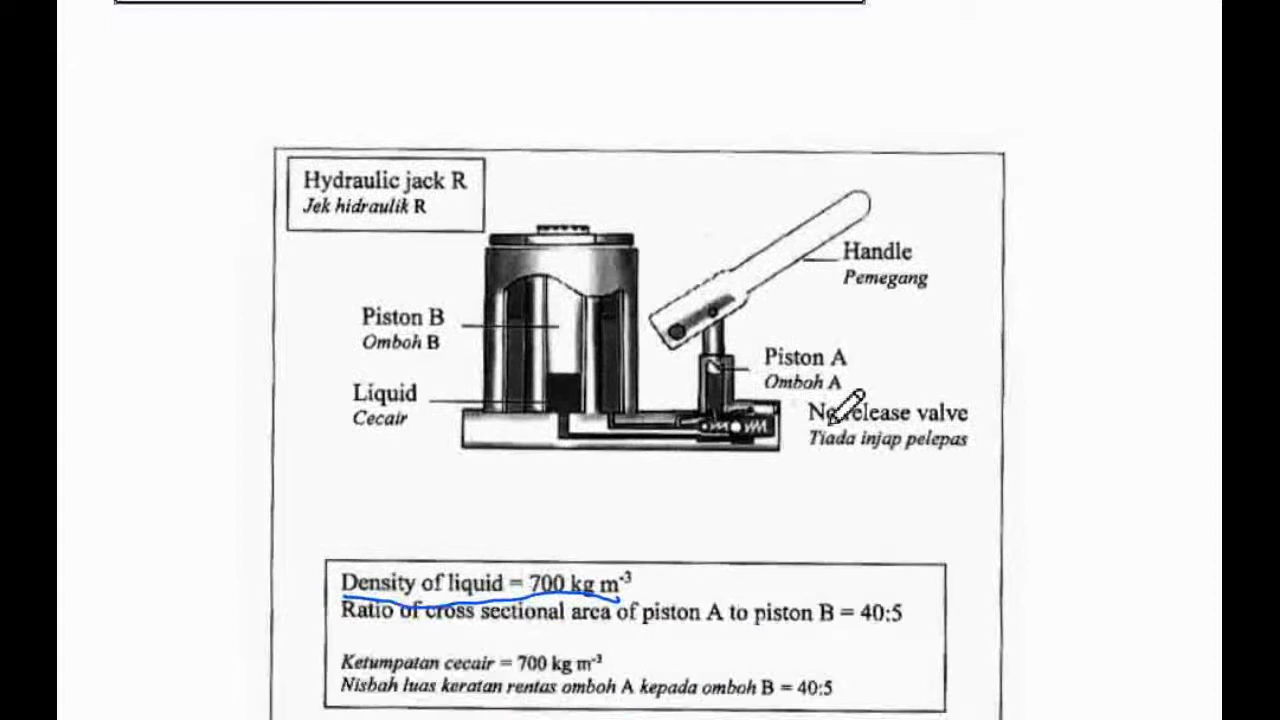 Hydraulic jack R
Jek hidraulik R
Handle
Pemegang
Piston B
Omboh B
Piston A
Omboh A
Liquid
Cecair
No release valve
Tiada injap pelepas
Density of liquid = 700 kg m⁻³
Ratio of cross sectional area of piston A to piston B = 40:5
Ketumpatan cecair = 700 kg m⁻³
Nisbah luas keratan rentas omboh A kepada omboh B = 40:5